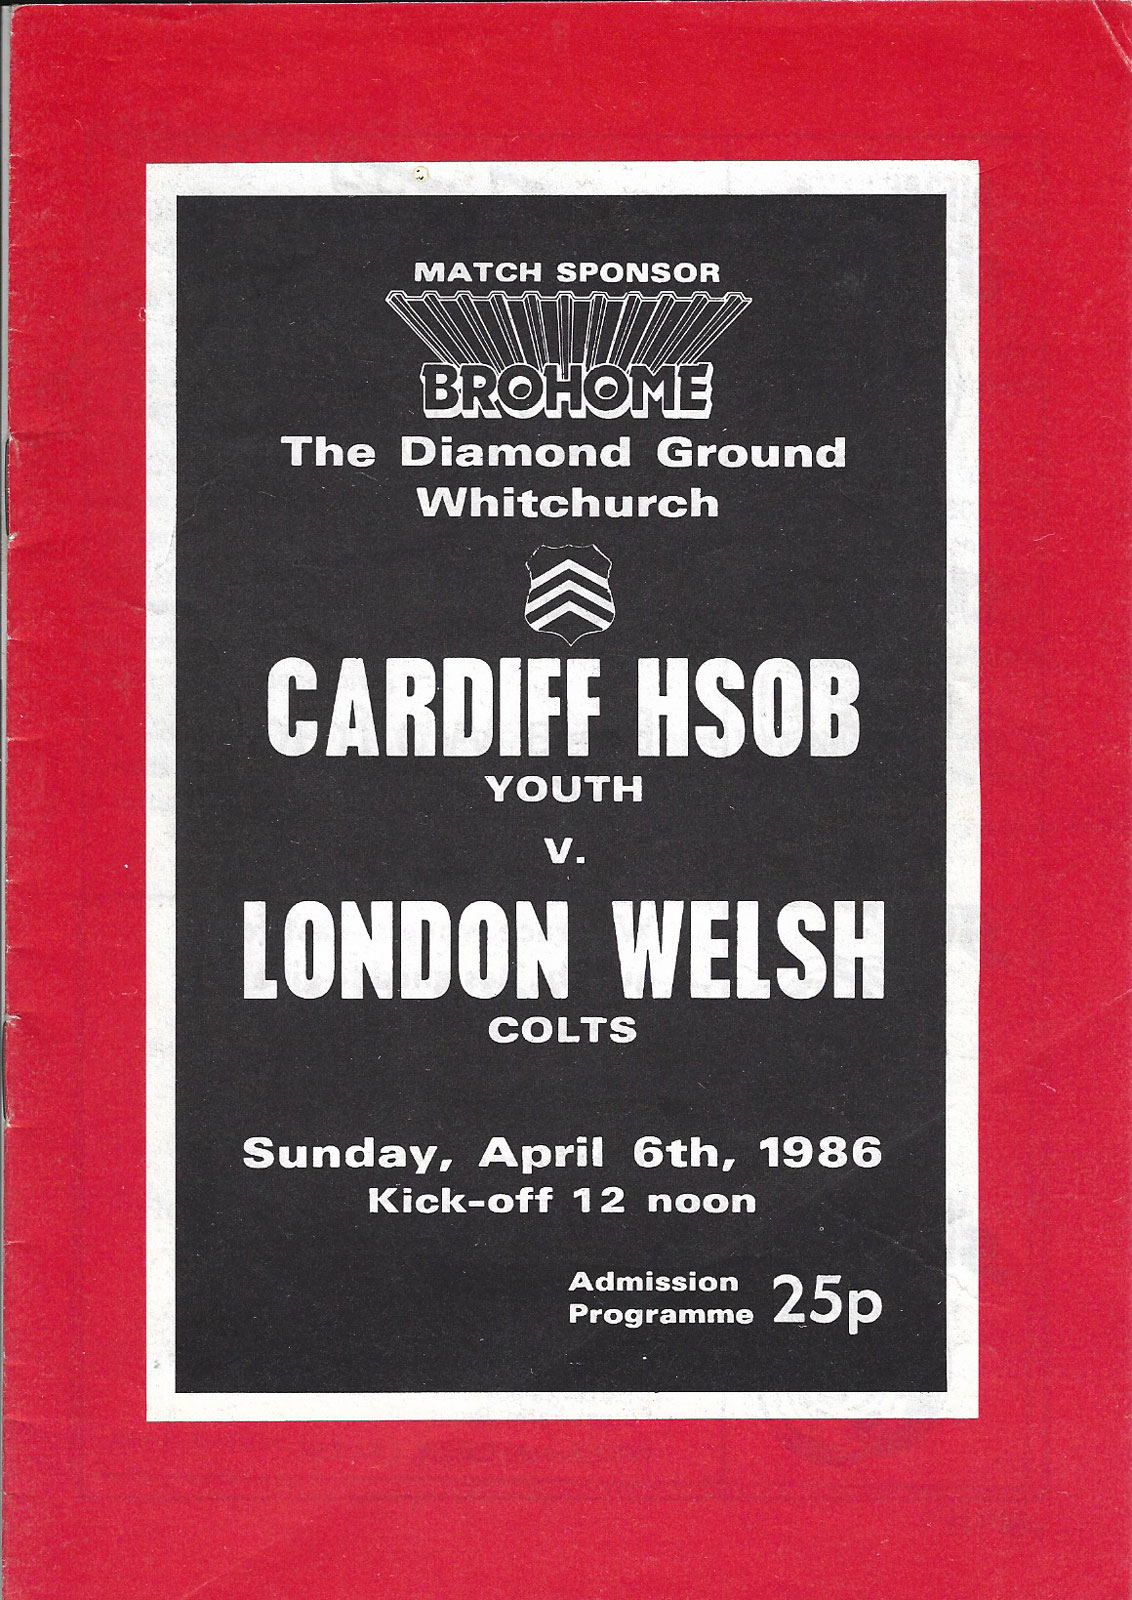 MATCH SPONSOR
BROHOME
The Diamond Ground
Whitchurch
CARDIFF HSOB
YOUTH
v.
LONDON WELSH
COLTS
Sunday, April 6th, 1986
Kick-off 12 noon
Admission
Programme 25p